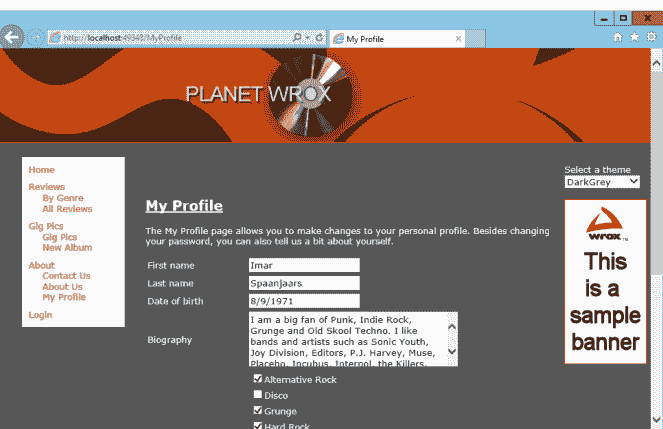 http://localhost:49348/MyProfile
My Profile
PLANET WROX
Home
Reviews
By Genre
All Reviews
Gig Pics
Gig Pics
New Album
About
Contact Us
About Us
My Profile
Login
My Profile
The My Profile page allows you to make changes to your personal profile. Besides changing
your password, you can also tell us a bit about yourself.
First name Imar
Last name Spaanjaars
Date of birth 8/9/1971
Biography
I am a big fan of Punk, Indie Rock,
Grunge and Old Skool Techno. I like
bands and artists such as Sonic Youth,
Joy Division, Editors, P.J. Harvey, Muse,
Placebo, Incubus, Interpol, the Killers,
Alternative Rock
Disco
Grunge
Hard Rock
Select a theme
DarkGrey
wrox™
This
is a
sample
banner